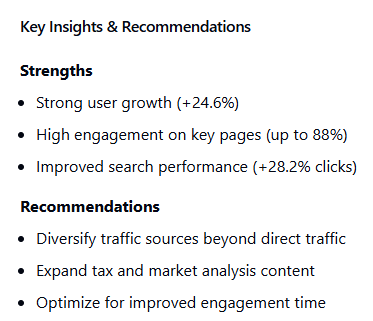 Key Insights & Recommendations
Strengths
• Strong user growth (+24.6%)
• High engagement on key pages (up to 88%)
• Improved search performance (+28.2% clicks)
Recommendations
• Diversify traffic sources beyond direct traffic
• Expand tax and market analysis content
• Optimize for improved engagement time